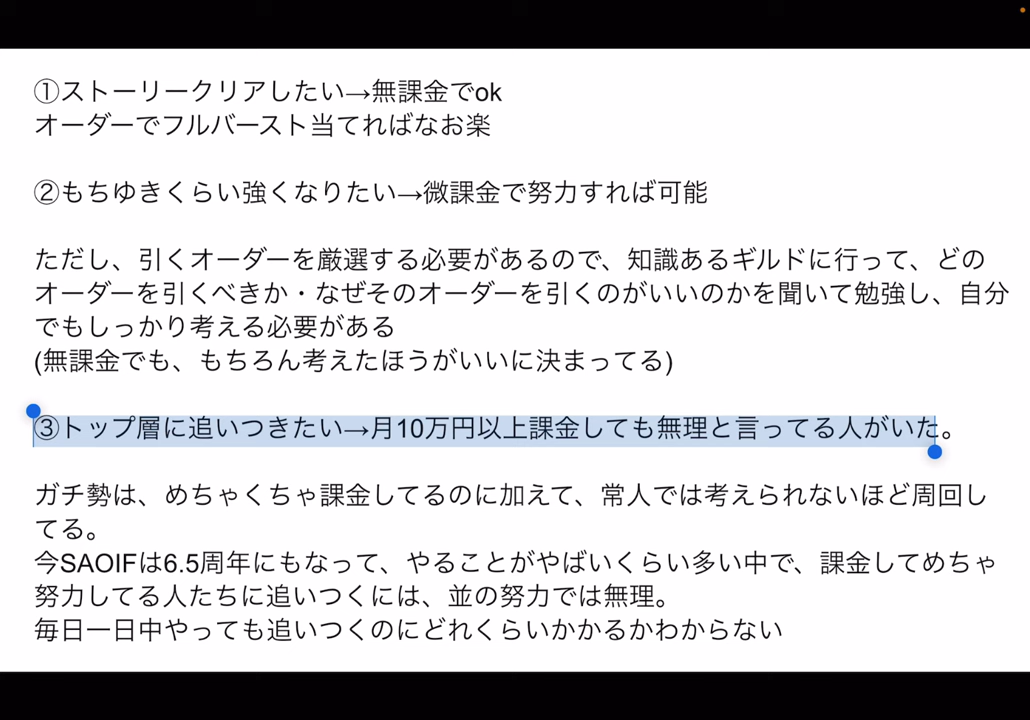 ①ストーリークリアしたい→無課金でok
オーダーでフルバースト当てればなお楽
②もちゆきくらい強くなりたい→微課金で努力すれば可能
ただし、引くオーダーを厳選する必要があるので、知識あるギルドに行って、どの
オーダーを引くべきか・なぜそのオーダーを引くのがいいのかを聞いて勉強し、自分
でもしっかり考える必要がある
(無課金でも、もちろん考えたほうがいいに決まってる)
③トップ層に追いつきたい→月10万円以上課金しても無理と言ってる人がいた。
ガチ勢は、めちゃくちゃ課金してるのに加えて、常人では考えられないほど周回し
てる。
今SAOIFは6.5周年にもなって、やることがやばいくらい多い中で、課金してめちゃ
努力してる人たちに追いつくには、並の努力では無理。
毎日一日中やっても追いつくのにどれくらいかかるかわからない